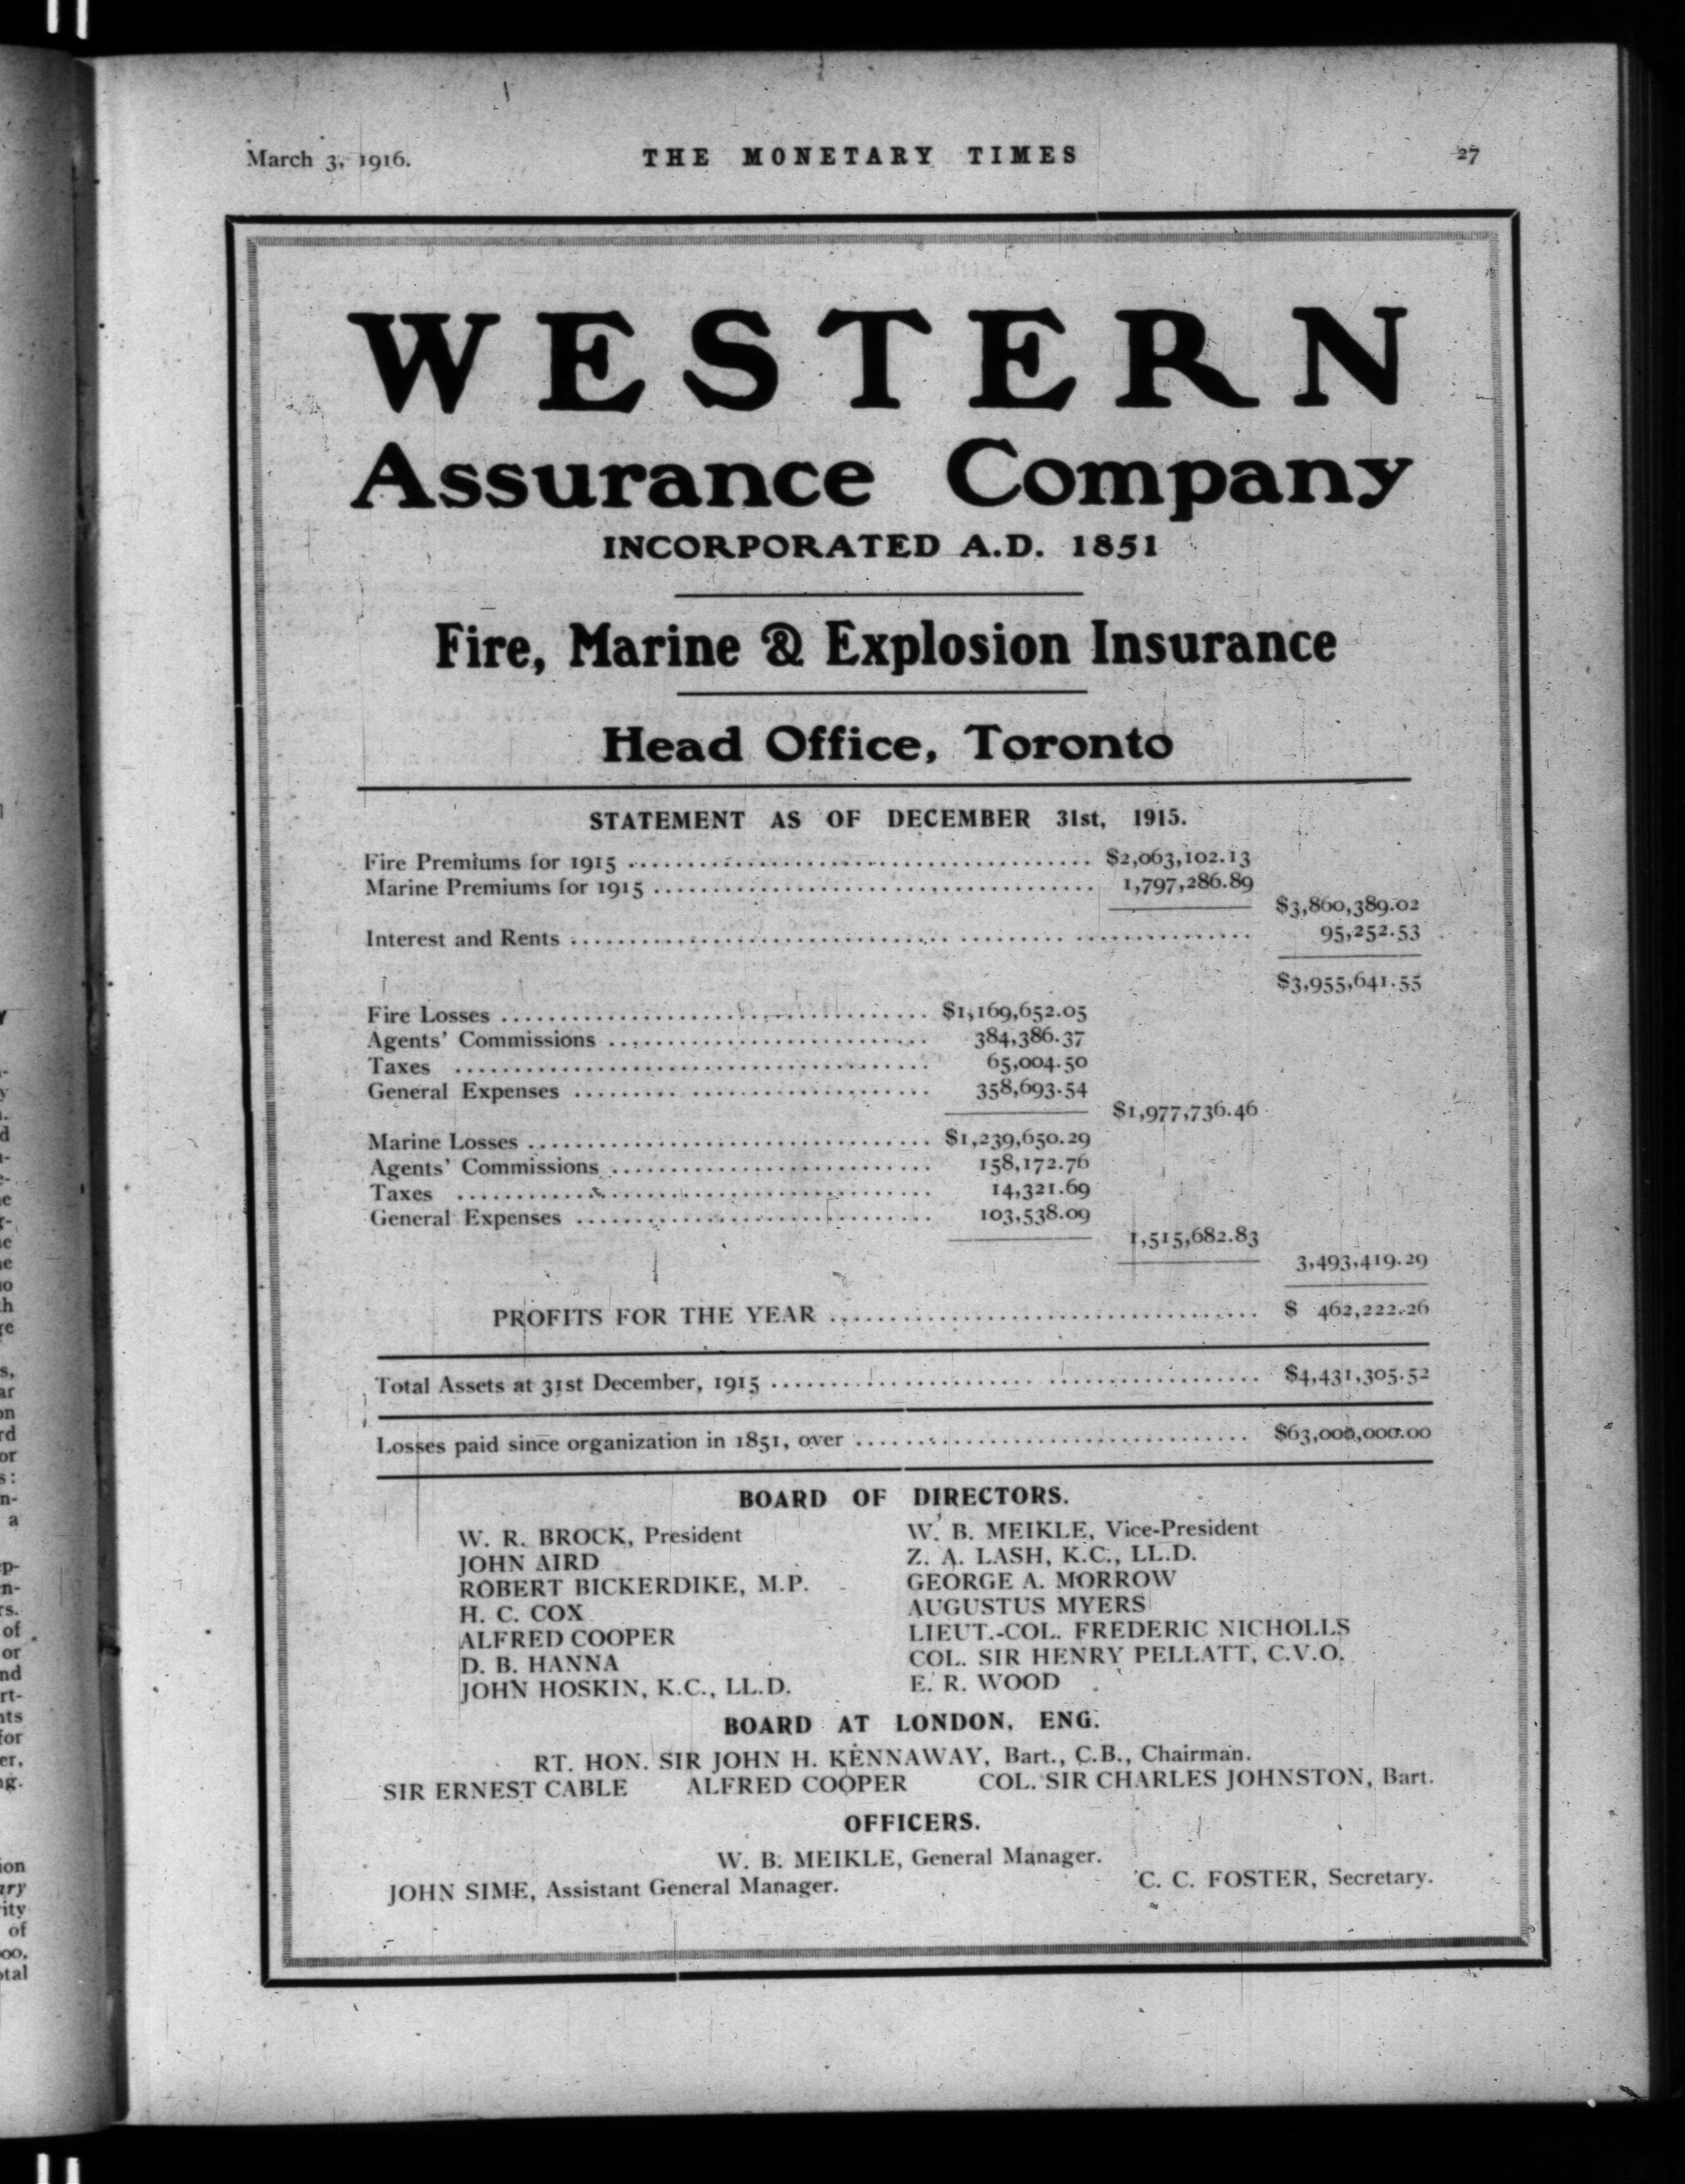 March 3, 1916. THE MONETARY TIMES 27
WESTERN
Assurance Company
INCORPORATED A.D. 1851
Fire, Marine & Explosion Insurance
Head Office, Toronto
STATEMENT AS OF DECEMBER 31st, 1915.
Fire Premiums for 1915 $2,063,102.13
Marine Premiums for 1915 1,797,286.89
$3,860,389.02
Interest and Rents 95,252.53
$3,955,641.55
Fire Losses $1,169,652.05
Agents' Commissions 384,386.37
Taxes 65,004.50
General Expenses 358,693.54
$1,977,736.46
Marine Losses $1,239,650.29
Agents' Commissions 158,172.76
Taxes 14,321.69
General Expenses 103,538.09
1,515,682.83
3,493,419.29
PROFITS FOR THE YEAR $ 462,222.26
Total Assets at 31st December, 1915 $4,431,305.52
Losses paid since organization in 1851, over $63,000,000.00
BOARD OF DIRECTORS.
W. R. BROCK, President W. B. MEIKLE, Vice-President
JOHN AIRD Z. A. LASH, K.C., LL.D.
ROBERT BICKERDIKE, M.P. GEORGE A. MORROW
H. C. COX AUGUSTUS MYERS
ALFRED COOPER LIEUT.-COL. FREDERIC NICHOLLS
D. B. HANNA COL. SIR HENRY PELLATT, C.V.O.
JOHN HOSKIN, K.C., LL.D. E. R. WOOD
BOARD AT LONDON, ENG.
RT. HON. SIR JOHN H. KENNAWAY, Bart., C.B., Chairman.
SIR ERNEST CABLE ALFRED COOPER COL. SIR CHARLES JOHNSTON, Bart.
OFFICERS.
W. B. MEIKLE, General Manager.
JOHN SIME, Assistant General Manager. C. C. FOSTER, Secretary.